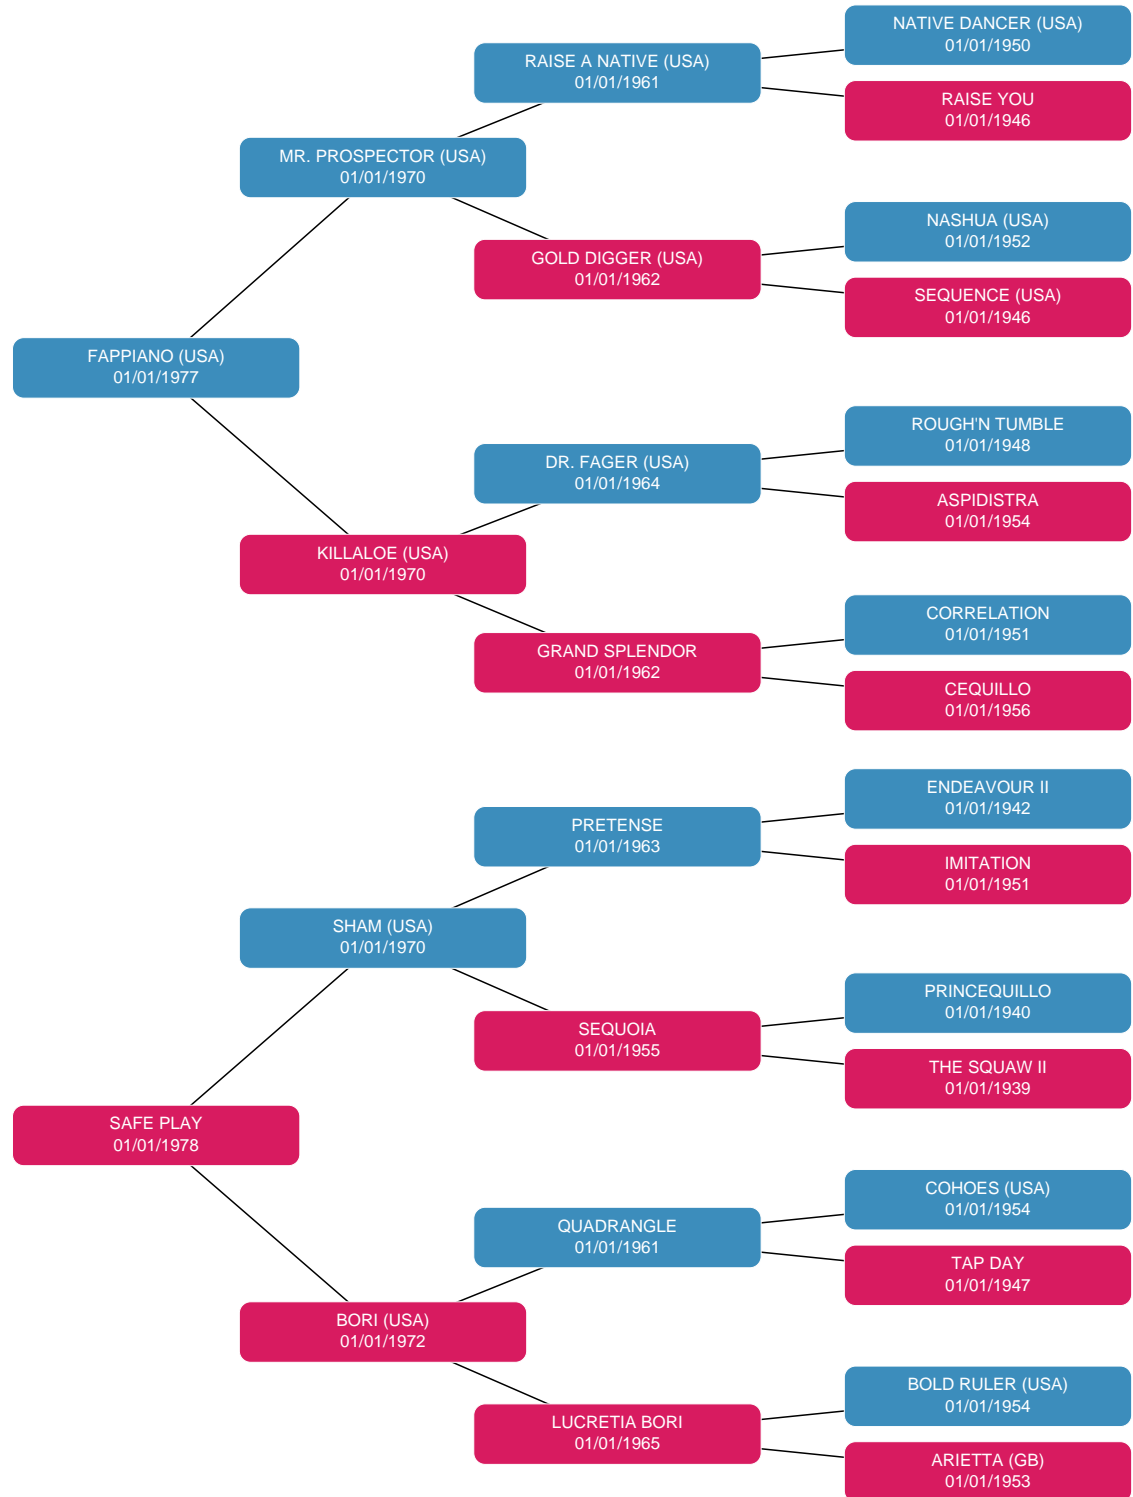 NATIVE DANCER (USA)
01/01/1950
RAISE A NATIVE (USA)
01/01/1961
RAISE YOU
01/01/1946
MR. PROSPECTOR (USA)
01/01/1970
NASHUA (USA)
01/01/1952
GOLD DIGGER (USA)
01/01/1962
SEQUENCE (USA)
01/01/1946
FAPPIANO (USA)
01/01/1977
ROUGH'N TUMBLE
01/01/1948
DR. FAGER (USA)
01/01/1964
ASPIDISTRA
01/01/1954
KILLALOE (USA)
01/01/1970
CORRELATION
01/01/1951
GRAND SPLENDOR
01/01/1962
CEQUILLO
01/01/1956
ENDEAVOUR II
01/01/1942
PRETENSE
01/01/1963
IMITATION
01/01/1951
SHAM (USA)
01/01/1970
PRINCEQUILLO
01/01/1940
SEQUOIA
01/01/1955
THE SQUAW II
01/01/1939
SAFE PLAY
01/01/1978
COHOES (USA)
01/01/1954
QUADRANGLE
01/01/1961
TAP DAY
01/01/1947
BORI (USA)
01/01/1972
BOLD RULER (USA)
01/01/1954
LUCRETIA BORI
01/01/1965
ARIETTA (GB)
01/01/1953